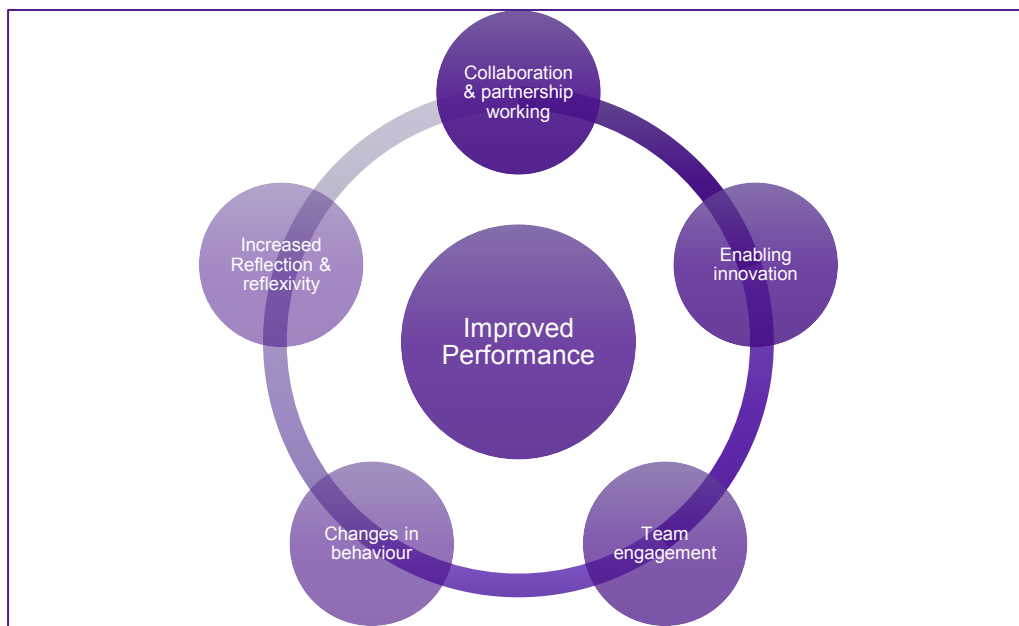 Collaboration
& partnership
working
Enabling
innovation
Team
engagement
Changes in
behaviour
Increased
Reflection &
reflexivity
Improved
Performance